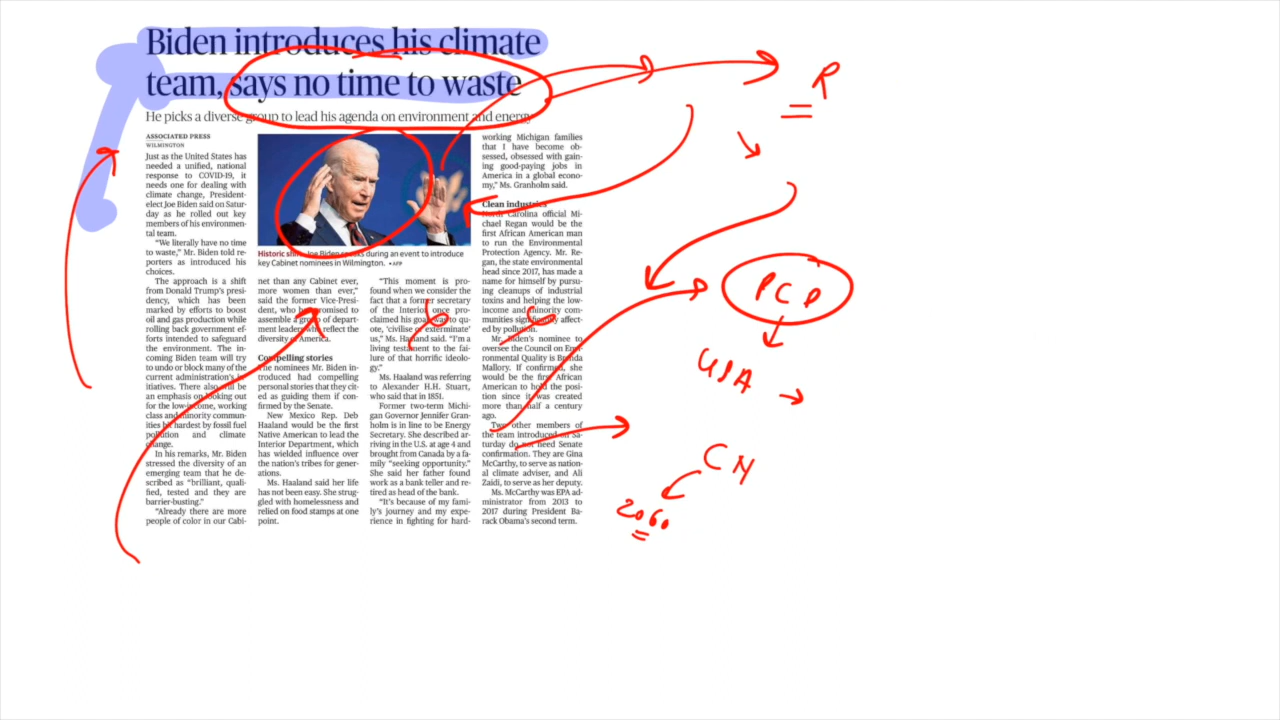 Biden introduces his climate
team, says no time to waste
He picks a diverse group to lead his agenda on environment and energy
ASSOCIATED PRESS
WILMINGTON
Just as the United States has
needed a unified, national
response to COVID-19, it
needs one for dealing with
climate change, President-
elect Joe Biden said on Satur-
day as he rolled out key
members of his environmen-
tal team.
“We literally have no time
to waste,” Mr. Biden told re-
porters as introduced his
choices.
The approach is a shift
from Donald Trump's presi-
dency, which has been
marked by efforts to boost
oil and gas production while
rolling back government ef-
forts intended to safeguard
the environment. The in-
coming Biden team will try
to undo or block many of the
current administration's in-
itiatives. There also will be
an emphasis on looking out
for the low-income, working
class and minority communi-
ties hit hardest by fossil fuel
pollution and climate
change.
In his remarks, Mr. Biden
stressed the diversity of an
emerging team that he de-
scribed as “brilliant, quali-
fied, tested and they are
barrier-busting.”
“Already there are more
people of color in our Cabi-
Historic shift: Joe Biden speaks during an event to introduce
key Cabinet nominees in Wilmington. • AFP
net than any Cabinet ever,
more women than ever,”
said the former Vice-Presi-
dent, who has promised to
assemble a group of depart-
ment leaders who reflect the
diversity of America.
Compelling stories
The nominees Mr. Biden in-
troduced had compelling
personal stories that they cit-
ed as guiding them if con-
firmed by the Senate.
New Mexico Rep. Deb
Haaland would be the first
Native American to lead the
Interior Department, which
has wielded influence over
the nation's tribes for gener-
ations.
Ms. Haaland said her life
has not been easy. She strug-
gled with homelessness and
relied on food stamps at one
point.
“This moment is pro-
found when we consider the
fact that a former secretary
of the Interior once pro-
claimed his goal was to quo-
te, ‘civilise or exterminate’
us,” Ms. Haaland said. “I'm a
living testament to the fai-
lure of that horrific ideolo-
gy.”
Ms. Haaland was referring
to Alexander H.H. Stuart,
who said that in 1851.
Former two-term Michi-
gan Governor Jennifer Gran-
holm is in line to be Energy
Secretary. She described arr-
iving in the U.S. at age 4 and
brought from Canada by a fa-
mily “seeking opportunity.”
She said her father found
work as a bank teller and re-
tired as head of the bank.
“It's because of my fami-
ly's journey and my expe-
rience in fighting for hard-
working Michigan families
that I have become ob-
sessed, obsessed with gain-
ing good-paying jobs in
America in a global econo-
my,” Ms. Granholm said.
Clean industries
North Carolina official Mi-
chael Regan would be the
first African American man
to run the Environmental
Protection Agency. Mr. Re-
gan, the state environmental
head since 2017, has made a
name for himself by pursu-
ing cleanups of industrial
toxins and helping the low-
income and minority com-
munities significantly affect-
ed by pollution.
Mr. Biden's nominee to
oversee the Council on Envi-
ronmental Quality is Brenda
Mallory. If confirmed, she
would be the first African
American to hold the posi-
tion since it was created
more than half a century
ago.
Two other members of
the team introduced on Sa-
turday do not need Senate
confirmation. They are Gina
McCarthy, to serve as nation-
al climate adviser, and Ali
Zaidi, to serve as her deputy.
Ms. McCarthy was EPA ad-
ministrator from 2013 to
2017 during President Ba-
rack Obama's second term.
R
PCP
USA
CN
2060